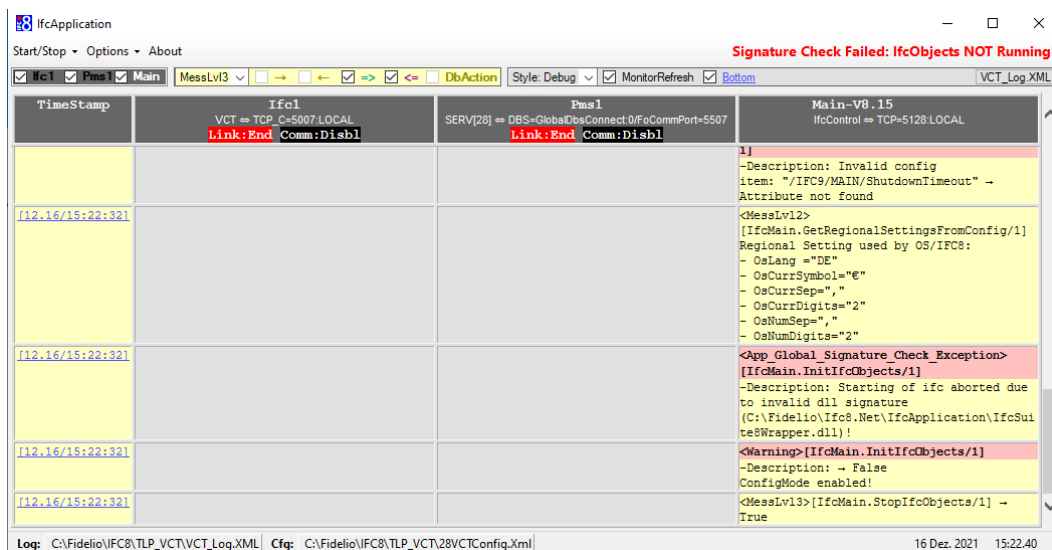 IfcApplication
Start/Stop Options About
Signature Check Failed: IfcObjects NOT Running
Ifc1 Pms1 Main MessLvl3 → ← => <= DbAction Style: Debug MonitorRefresh Bottom VCT_Log.XML
TimeStamp
Ifc1
VCT ⇔ TCP_C=5007:LOCAL
Link:End Comm:Disbl
Pms1
SERV[28] ⇔ DBS=GlobalDbsConnect:0/FoCommPort=5507
Link:End Comm:Disbl
Main-V8.15
IfcControl ⇔ TCP=5128:LOCAL
1]
-Description: Invalid config
item: "/IFC9/MAIN/ShutdownTimeout" →
Attribute not found
[12.16/15:22:32]
<MessLvl2>
[IfcMain.GetRegionalSettingsFromConfig/1]
Regional Setting used by OS/IFC8:
- OsLang ="DE"
- OsCurrSymbol="€"
- OsCurrSep=","
- OsCurrDigits="2"
- OsNumSep=","
- OsNumDigits="2"
[12.16/15:22:32]
<App_Global_Signature_Check_Exception>
[IfcMain.InitIfcObjects/1]
-Description: Starting of ifc aborted due
to invalid dll signature
(C:\Fidelio\Ifc8.Net\IfcApplication\IfcSui
te8Wrapper.dll)!
[12.16/15:22:32]
<Warning>[IfcMain.InitIfcObjects/1]
-Description: → False
ConfigMode enabled!
[12.16/15:22:32]
<MessLvl3>[IfcMain.StopIfcObjects/1] →
True
Log: C:\Fidelio\IFC8\TLP_VCT\VCT_Log.XML Cfg: C:\Fidelio\IFC8\TLP_VCT\28VCTConfig.Xml 16 Dez. 2021 15:22.40